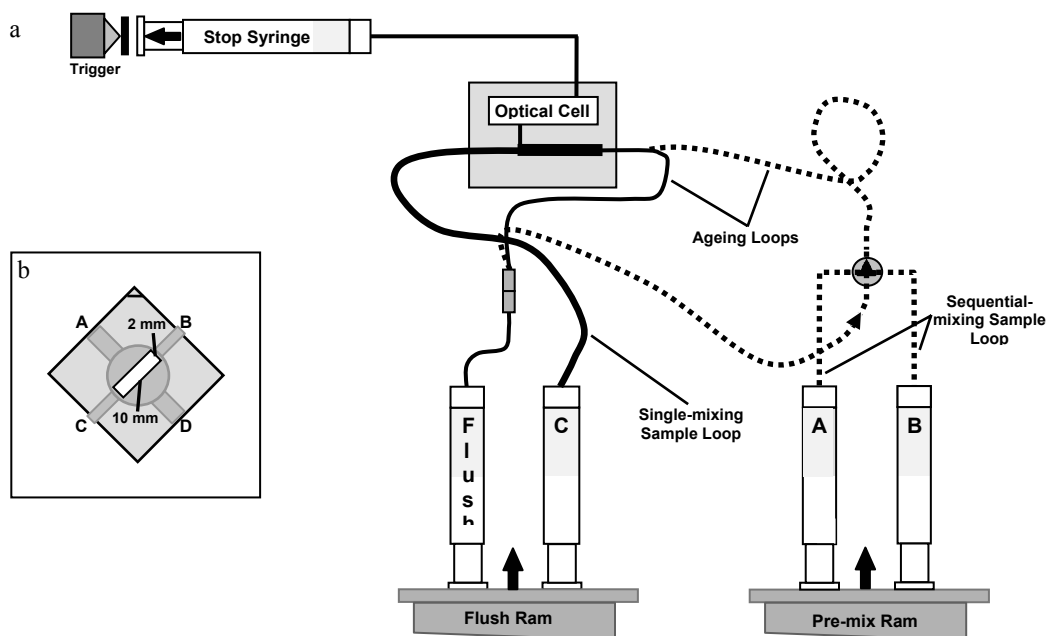 a
Stop Syringe
Trigger
Optical Cell
Ageing Loops
b
A
B
2 mm
10 mm
C
D
Sequential-
mixing Sample
Loop
Single-mixing
Sample Loop
F
l
u
s
h
C
A
B
Flush Ram
Pre-mix Ram